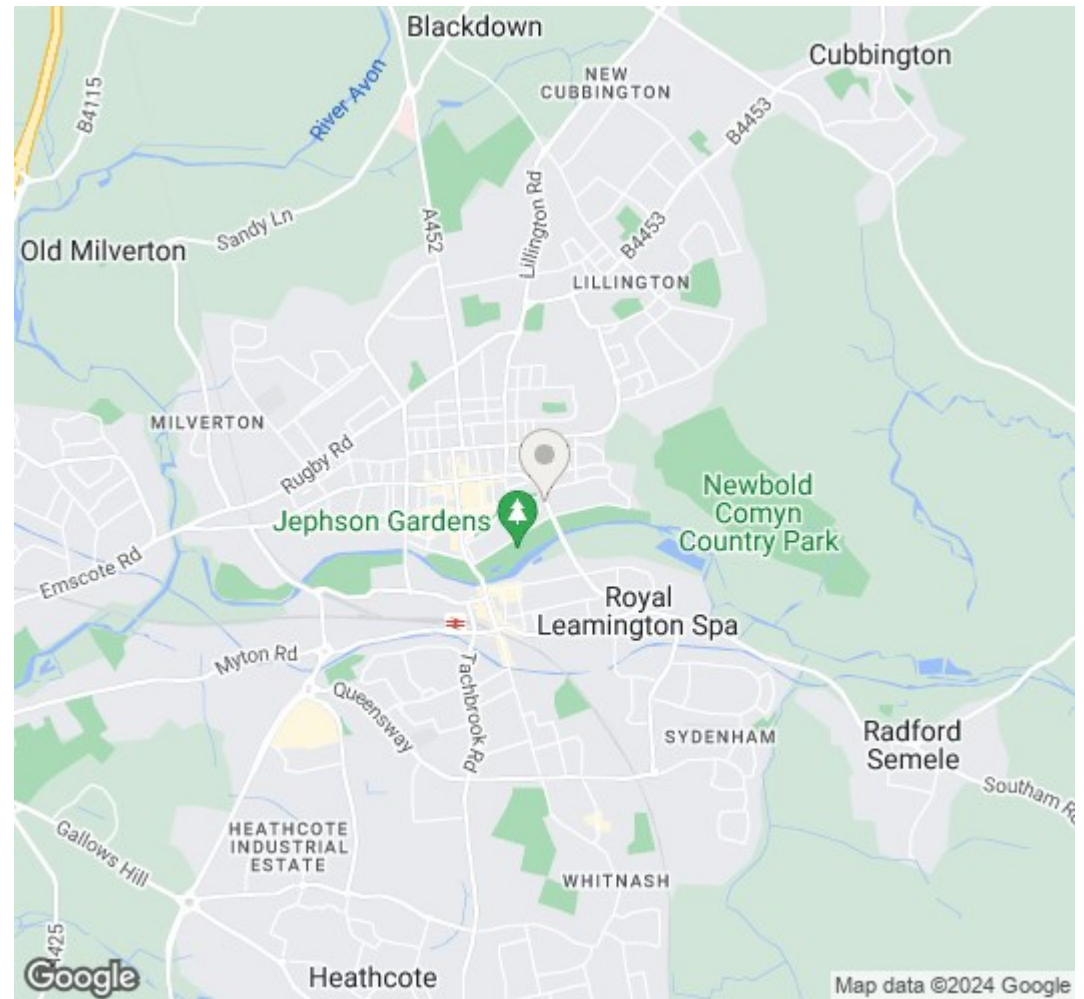 Blackdown
Cubbington
NEW
CUBBINGTON
B4115
River Avon
B4453
Sandy Ln
A452
Lillington Rd
Old Milverton
B4453
LILLINGTON
MILVERTON
Rugby Rd
Newbold
Comyn
Country Park
Jephson Gardens
Emscote Rd
Royal
Leamington Spa
Myton Rd
Queensway
Tachbrook Rd
SYDENHAM
Radford
Semele
Southam Rd
Gallows Hill
HEATHCOTE
INDUSTRIAL
ESTATE
WHITNASH
Heathcote
Google
Map data ©2024 Google